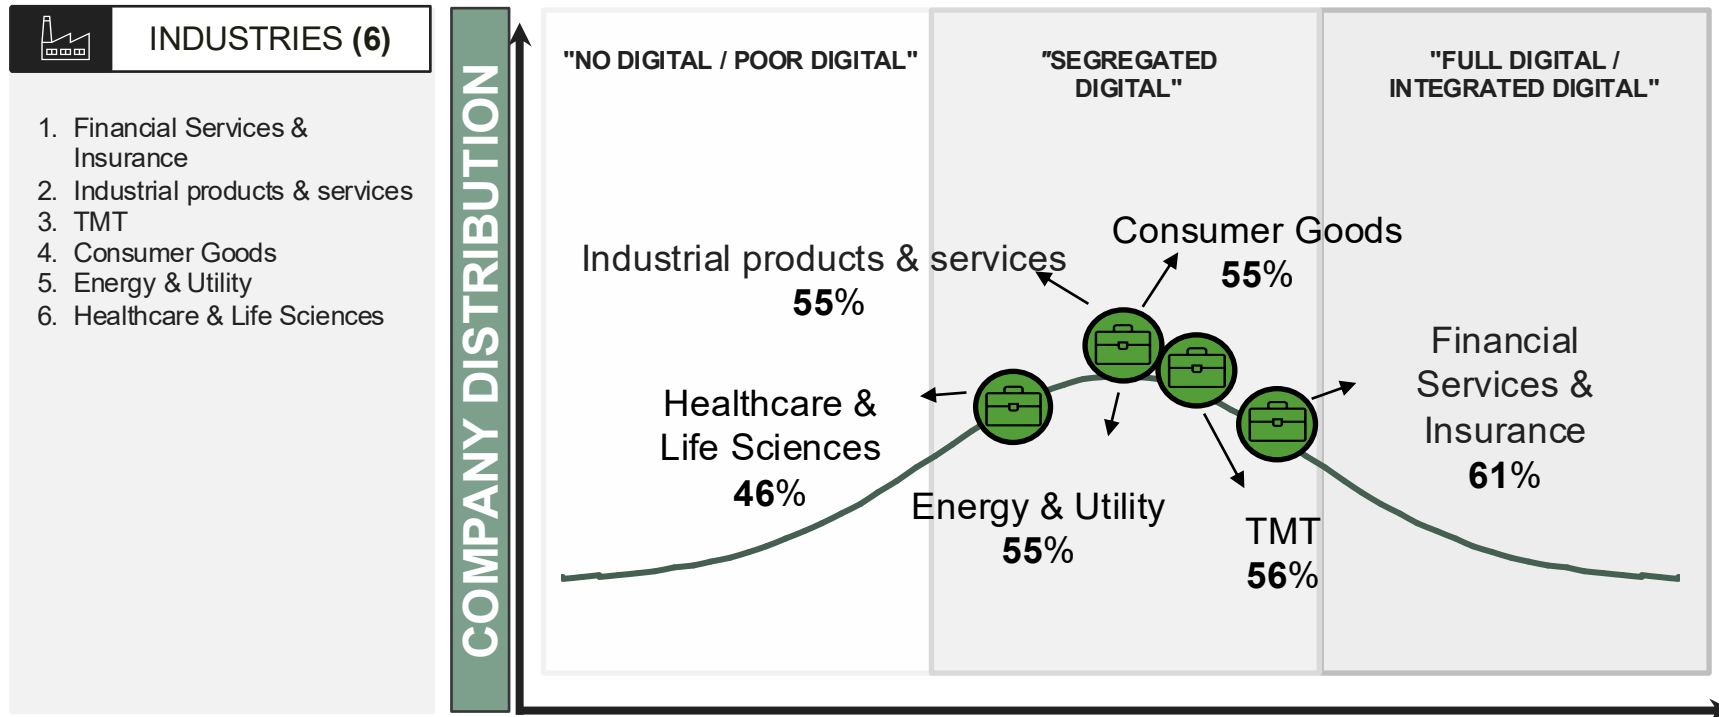 INDUSTRIES (6)
1. Financial Services &
Insurance
2. Industrial products & services
3. TMT
4. Consumer Goods
5. Energy & Utility
6. Healthcare & Life Sciences
COMPANY DISTRIBUTION
"NO DIGITAL / POOR DIGITAL"
"SEGREGATED
DIGITAL"
"FULL DIGITAL /
INTEGRATED DIGITAL"
Industrial products & services
55%
Consumer Goods
55%
Healthcare &
Life Sciences
46%
Energy & Utility
55%
TMT
56%
Financial
Services &
Insurance
61%